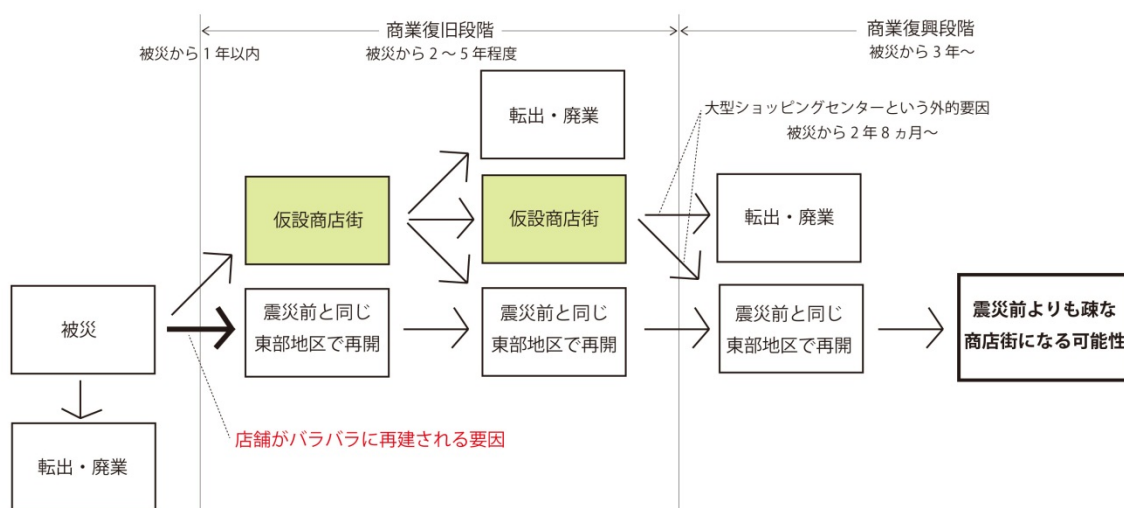 商業復旧段階
商業復興段階
被災から1年以内
被災から2～5年程度
被災から3年～
転出・廃業
大型ショッピングセンターという外的要因
被災から2年8ヵ月～
仮設商店街
仮設商店街
転出・廃業
被災
震災前と同じ
東部地区で再開
震災前と同じ
東部地区で再開
震災前と同じ
東部地区で再開
震災前よりも疎な
商店街になる可能性
店舗がバラバラに再建される要因
転出・廃業